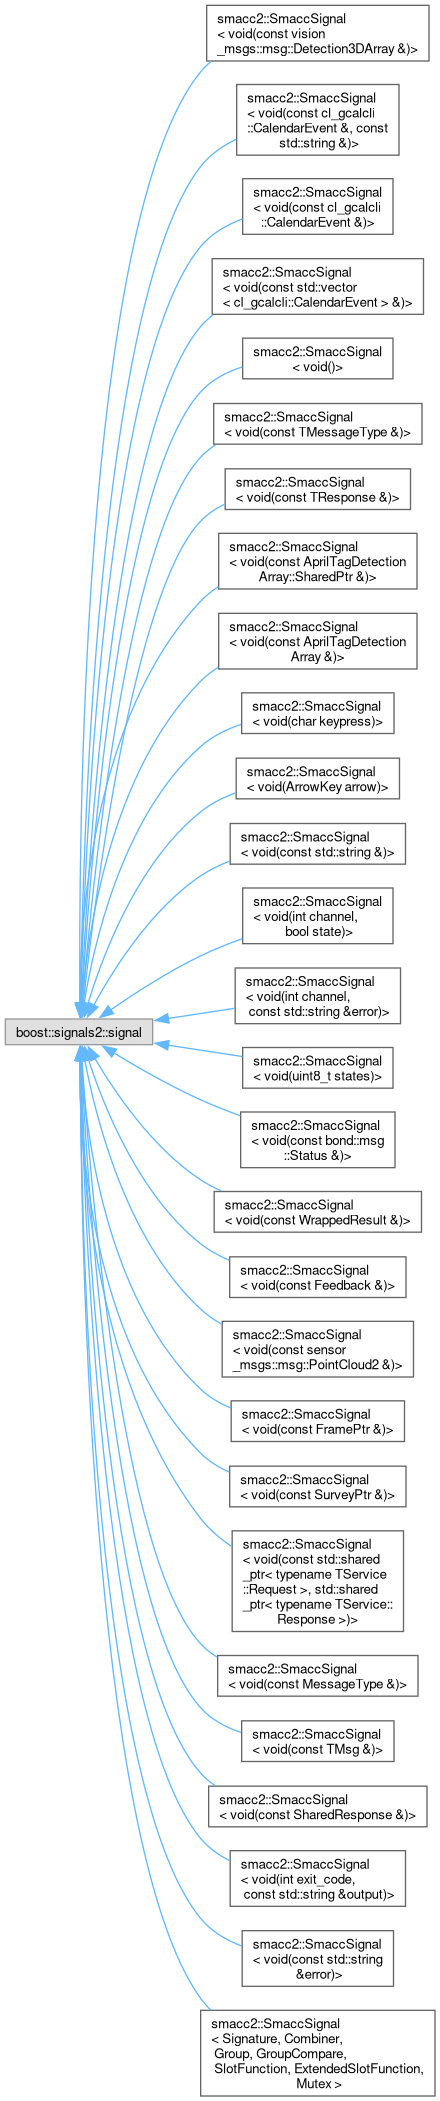 smacc2::SmaccSignal
< void(const vision
_msgs::msg::Detection3DArray &)>
smacc2::SmaccSignal
< void(const cl_gcalcli
::CalendarEvent &, const
std::string &)>
smacc2::SmaccSignal
< void(const cl_gcalcli
::CalendarEvent &)>
smacc2::SmaccSignal
< void(const std::vector
< cl_gcalcli::CalendarEvent > &)>
smacc2::SmaccSignal
< void()>
smacc2::SmaccSignal
< void(const TMessageType &)>
smacc2::SmaccSignal
< void(const TResponse &)>
smacc2::SmaccSignal
< void(const AprilTagDetection
Array::SharedPtr &)>
smacc2::SmaccSignal
< void(const AprilTagDetection
Array &)>
smacc2::SmaccSignal
< void(char keypress)>
smacc2::SmaccSignal
< void(ArrowKey arrow)>
smacc2::SmaccSignal
< void(const std::string &)>
smacc2::SmaccSignal
< void(int channel,
bool state)>
smacc2::SmaccSignal
< void(int channel,
const std::string &error)>
boost::signals2::signal
smacc2::SmaccSignal
< void(uint8_t states)>
smacc2::SmaccSignal
< void(const bond::msg
::Status &)>
smacc2::SmaccSignal
< void(const WrappedResult &)>
smacc2::SmaccSignal
< void(const Feedback &)>
smacc2::SmaccSignal
< void(const sensor
_msgs::msg::PointCloud2 &)>
smacc2::SmaccSignal
< void(const FramePtr &)>
smacc2::SmaccSignal
< void(const SurveyPtr &)>
smacc2::SmaccSignal
< void(const std::shared
_ptr< typename TService
::Request >, std::shared
_ptr< typename TService::
Response >)>
smacc2::SmaccSignal
< void(const MessageType &)>
smacc2::SmaccSignal
< void(const TMsg &)>
smacc2::SmaccSignal
< void(const SharedResponse &)>
smacc2::SmaccSignal
< void(int exit_code,
const std::string &output)>
smacc2::SmaccSignal
< void(const std::string
&error)>
smacc2::SmaccSignal
< Signature, Combiner,
Group, GroupCompare,
SlotFunction, ExtendedSlotFunction,
Mutex >